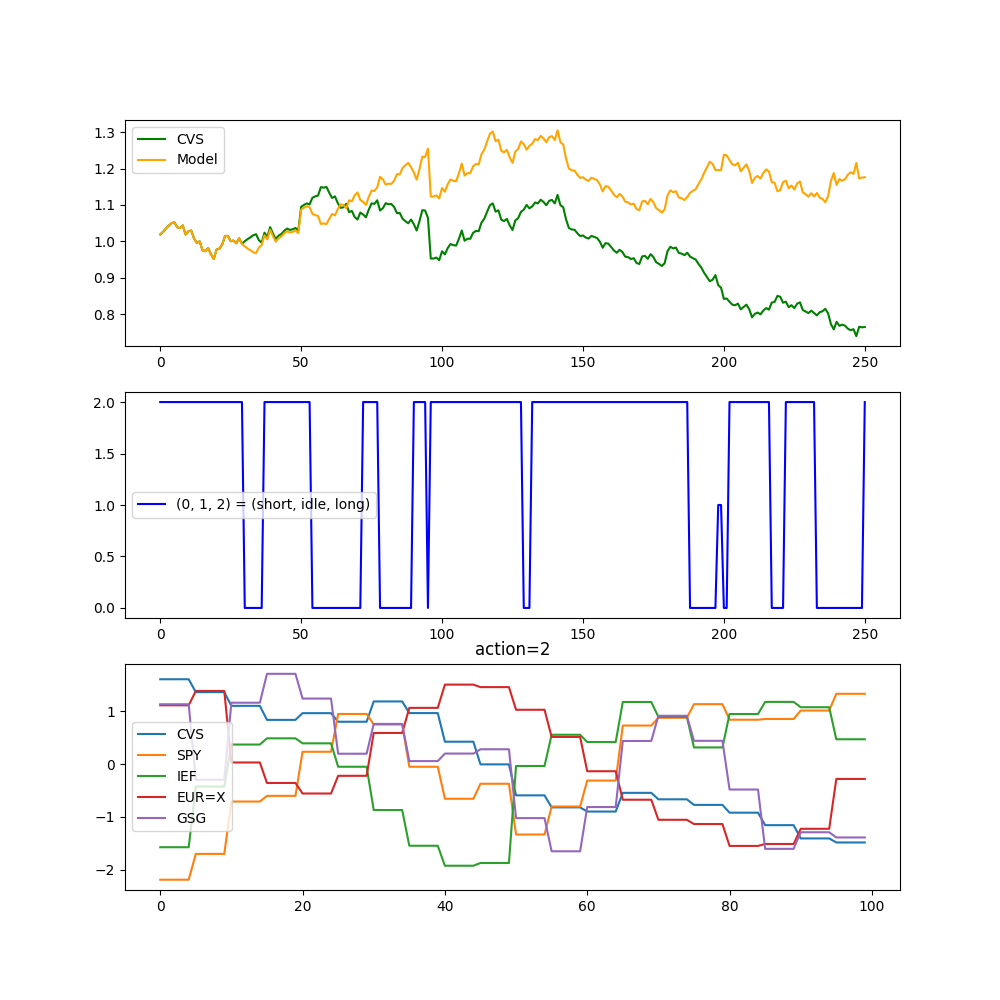 1.3
1.2
1.1
1.0
0.9
0.8
CVS
Model
0 50 100 150 200 250
2.0
1.5
1.0
0.5
0.0
(0, 1, 2) = (short, idle, long)
0 50 100 150 200 250
action=2
1
0
−1
−2
CVS
SPY
IEF
EUR=X
GSG
0 20 40 60 80 100